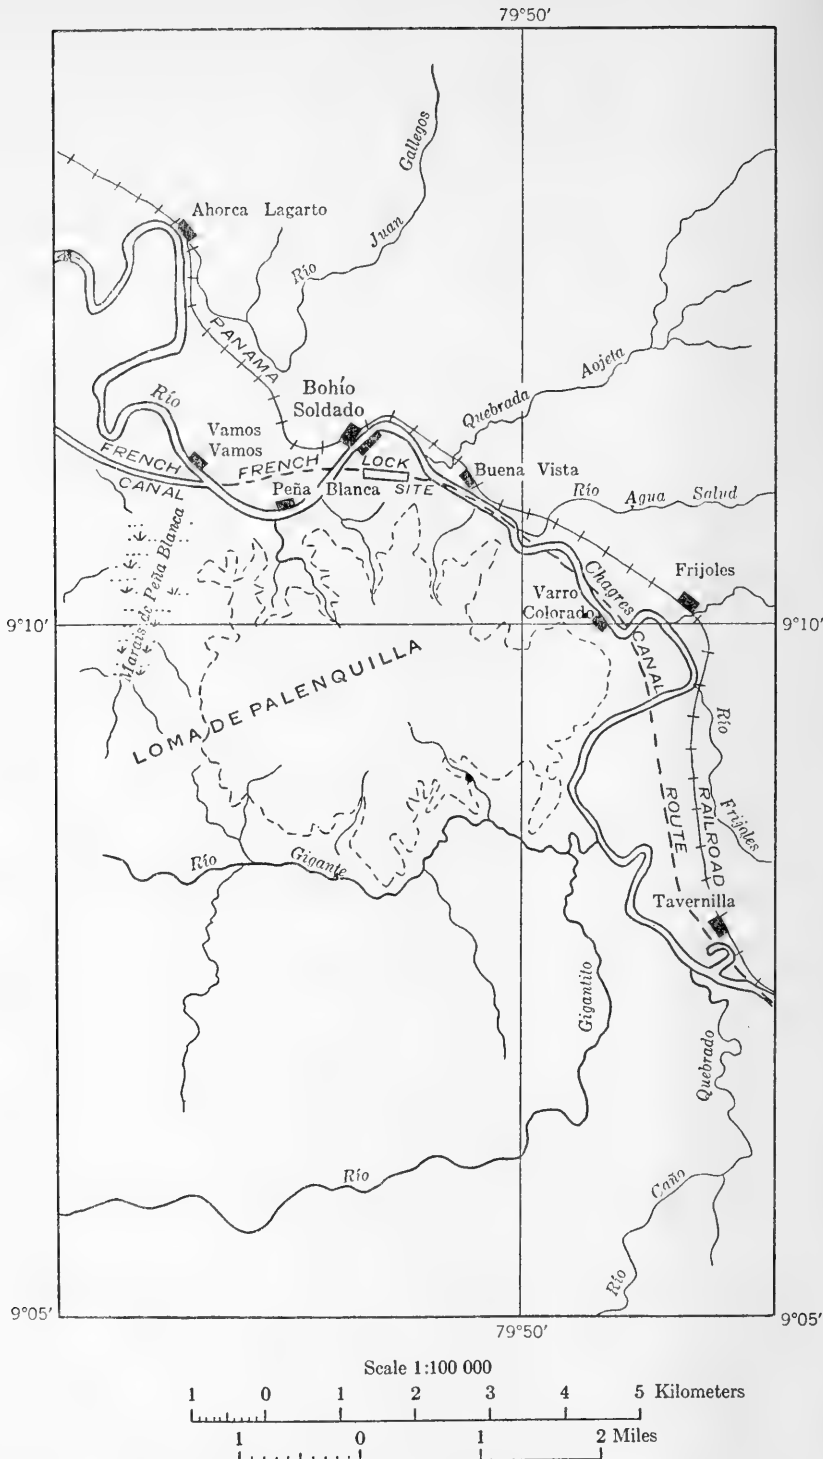 79°50′
Gallegos
Juan
Río
Ahorca Lagarto
PANAMA
Aojeta
Quebrada
Bohío
Soldado
Río
Vamos
Vamos
FRENCH
CANAL
FRENCH
LOCK
SITE
Buena Vista
Peña Blanca
Río Agua Salud
Marais de Peña Blanca
Chagres
Frijoles
Varro
Colorado
9°10′
9°10′
CANAL
LOMA DE PALENQUILLA
Río
Frijoles
ROUTE
RAILROAD
Río Gigante
Tavernilla
Gigantito
Quebrado
Río
Caño
Río
9°05′
79°50′
9°05′
Scale 1:100 000
1 0 1 2 3 4 5 Kilometers
1 0 1 2 Miles